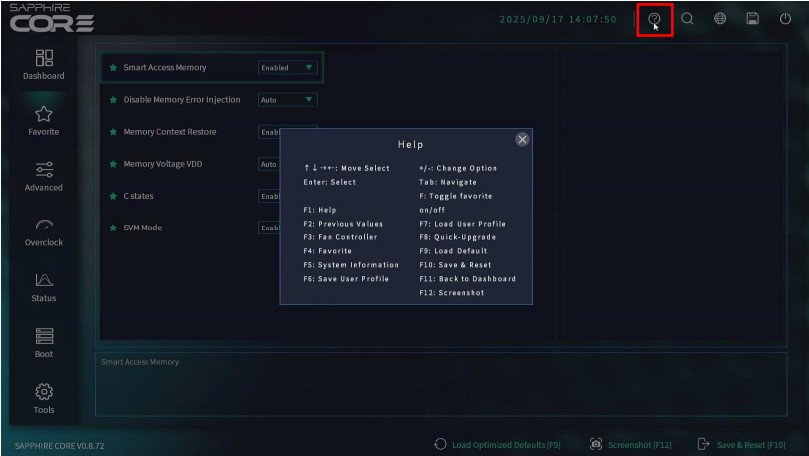 SAPPHIRE
CORE
2025/09/17 14:07:50
Dashboard
Favorite
Advanced
Overclock
Status
Boot
Tools
Smart Access Memory Enabled
Disable Memory Error Injection Auto
Memory Context Restore Enabl
Memory Voltage VDD Auto
C states Enabl
SVM Mode Enabl
Help
↑↓→←: Move Select +/-: Change Option
Enter: Select Tab: Navigate
F: Toggle favorite
F1: Help on/off
F2: Previous Values F7: Load User Profile
F3: Fan Controller F8: Quick-Upgrade
F4: Favorite F9: Load Default
F5: System Information F10: Save & Reset
F6: Save User Profile F11: Back to Dashboard
F12: Screenshot
Smart Access Memory
SAPPHIRE CORE V0.8.72 Load Optimized Defaults [F9] Screenshot [F12] Save & Reset [F10]